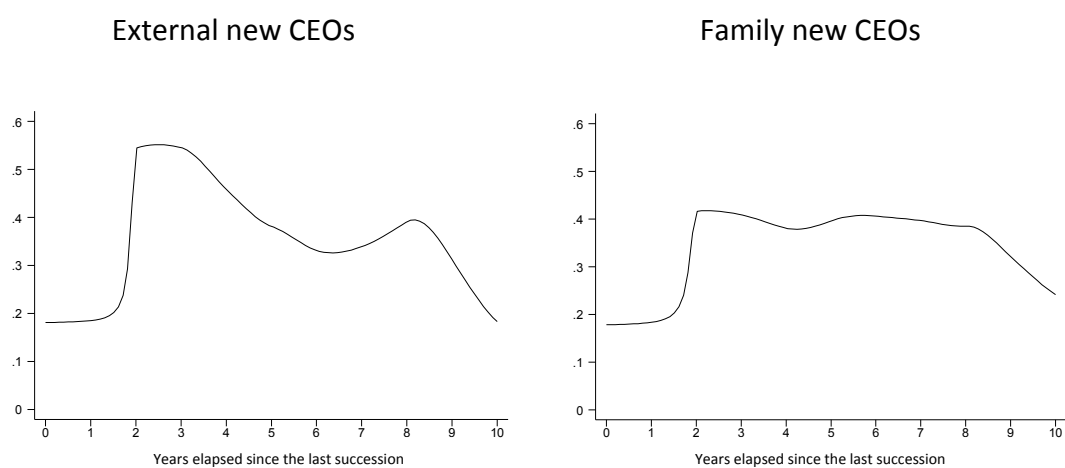 External new CEOs
.6
.5
.4
.3
.2
.1
0
0 1 2 3 4 5 6 7 8 9 10
Years elapsed since the last succession
Family new CEOs
.6
.5
.4
.3
.2
.1
0
0 1 2 3 4 5 6 7 8 9 10
Years elapsed since the last succession